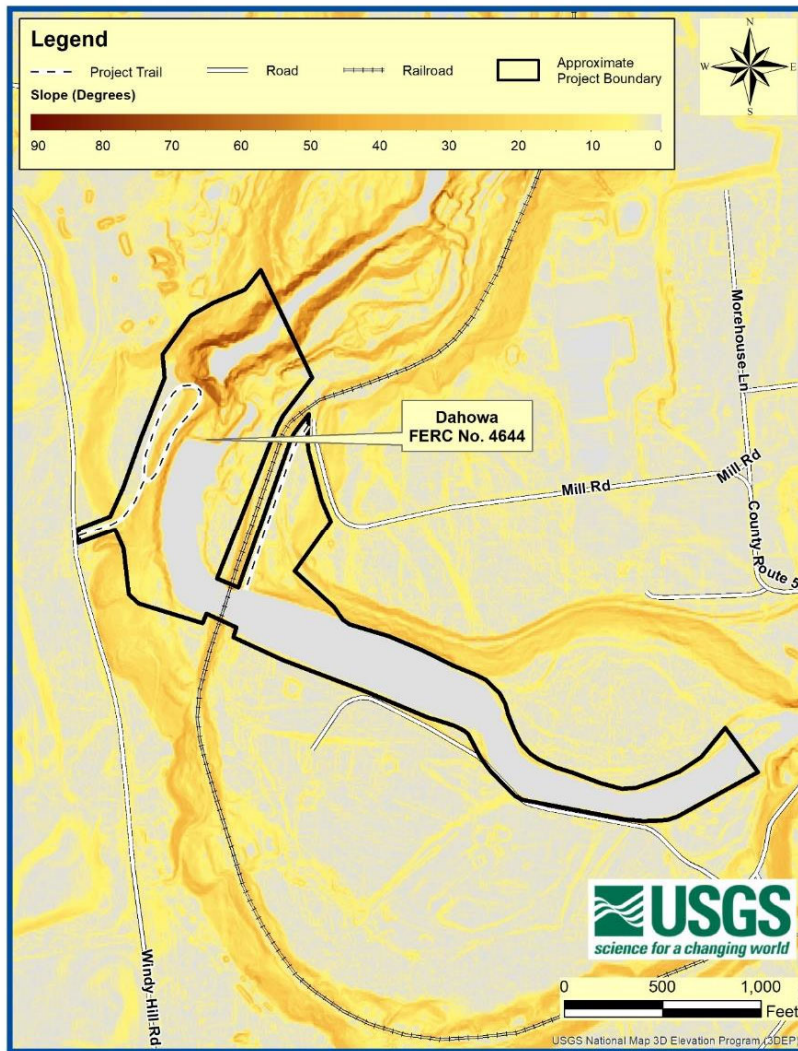 Legend
Project Trail
Road
Railroad
Approximate
Project Boundary
Slope (Degrees)
90 80 70 60 50 40 30 20 10 0
N
W E
S
Morehouse-Ln
Dahowa
FERC No. 4644
Mill-Rd
Mill-Rd
County-Route 5
Windy-Hill-Rd
USGS
science for a changing world
0 500 1,000
Feet
USGS National Map 3D Elevation Program (3DEP)